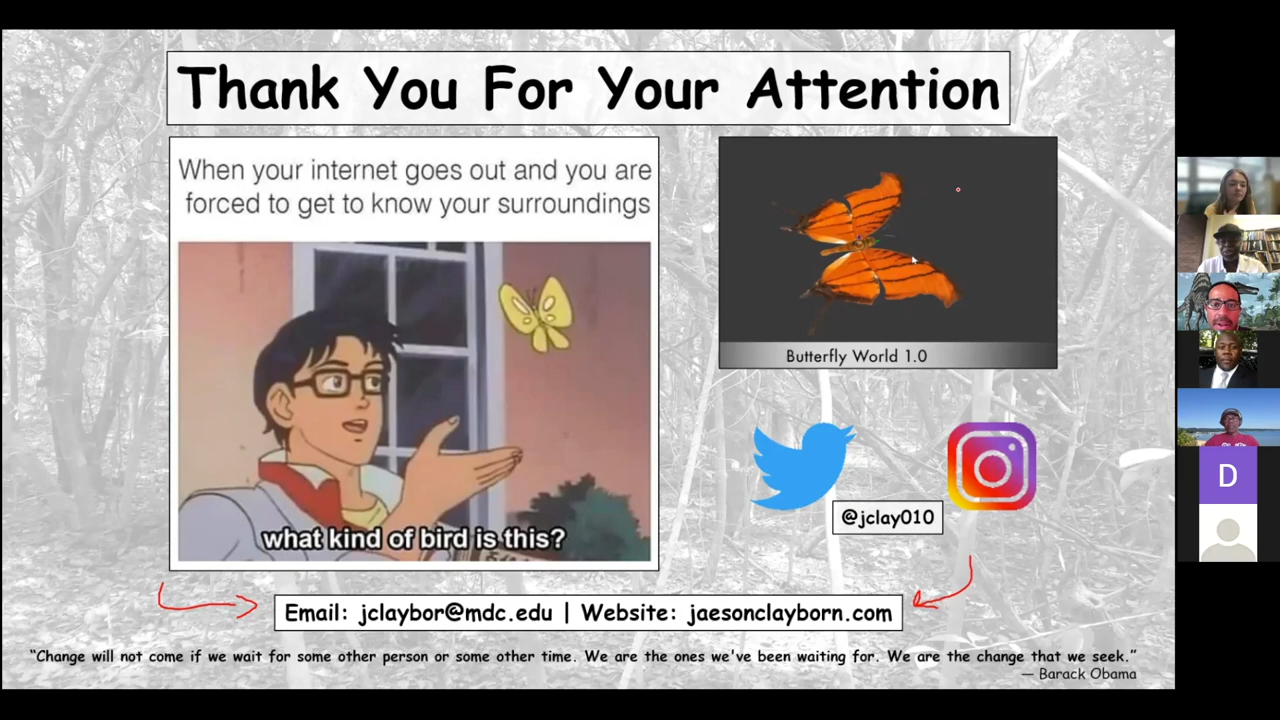 Thank You For Your Attention
When your internet goes out and you are
forced to get to know your surroundings
what kind of bird is this?
Butterfly World 1.0
@jclay010
Email: jclaybor@mdc.edu | Website: jaesonclayborn.com
“Change will not come if we wait for some other person or some other time. We are the ones we've been waiting for. We are the change that we seek.”
— Barack Obama
D